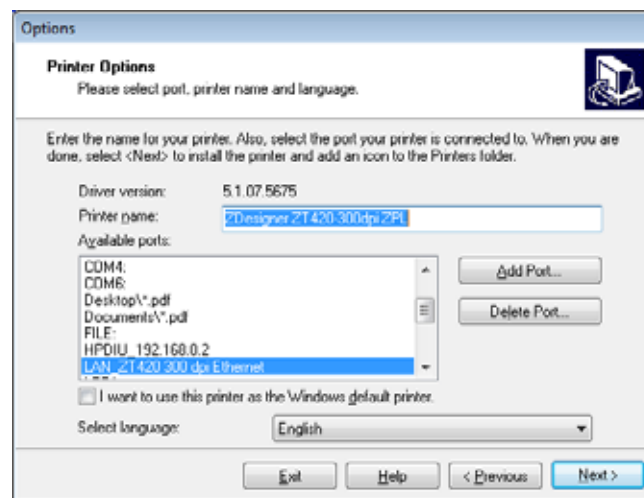 Options
Printer Options
Please select port, printer name and language.
Enter the name for your printer. Also, select the port your printer is connected to. When you are
done, select <Next> to install the printer and add an icon to the Printers folder.
Driver version: 5.1.07.5675
Printer name: ZDesigner ZT420-300dpi ZPL
Available ports:
COM4:
COM6:
Desktop\*.pdf
Documents\*.pdf
FILE:
HPDIU_192.168.0.2
LAN_ZT420 300 dpi Ethernet
Add Port...
Delete Port...
I want to use this printer as the Windows default printer.
Select language: English
Exit Help < Previous Next >